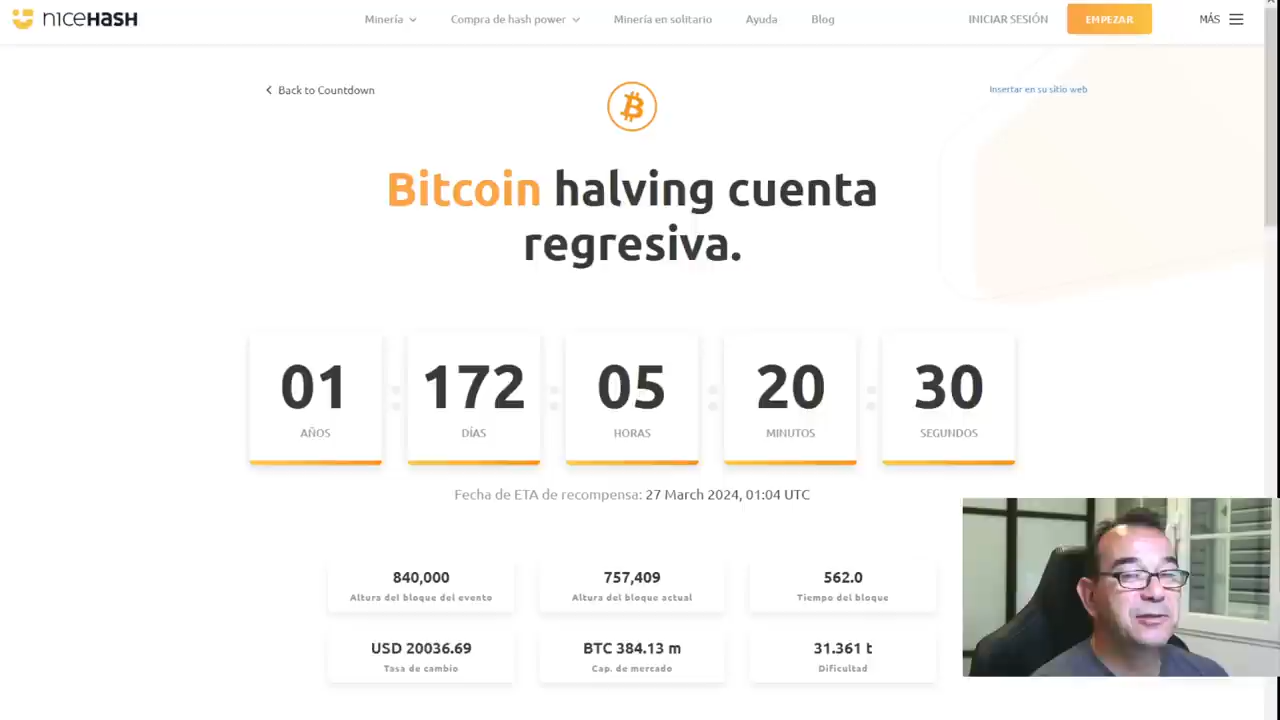 niceHASH
Minería
Compra de hash power
Minería en solitario
Ayuda
Blog
INICIAR SESIÓN
EMPEZAR
MÁS
Back to Countdown
Insertar en su sitio web
Bitcoin halving cuenta
regresiva.
01 : 172 : 05 : 20 : 30
AÑOS DÍAS HORAS MINUTOS SEGUNDOS
Fecha de ETA de recompensa: 27 March 2024, 01:04 UTC
840,000 757,409 562.0
Altura del bloque del evento Altura del bloque actual Tiempo del bloque
USD 20036.69 BTC 384.13 m 31.361 t
Tasa de cambio Cap. de mercado Dificultad